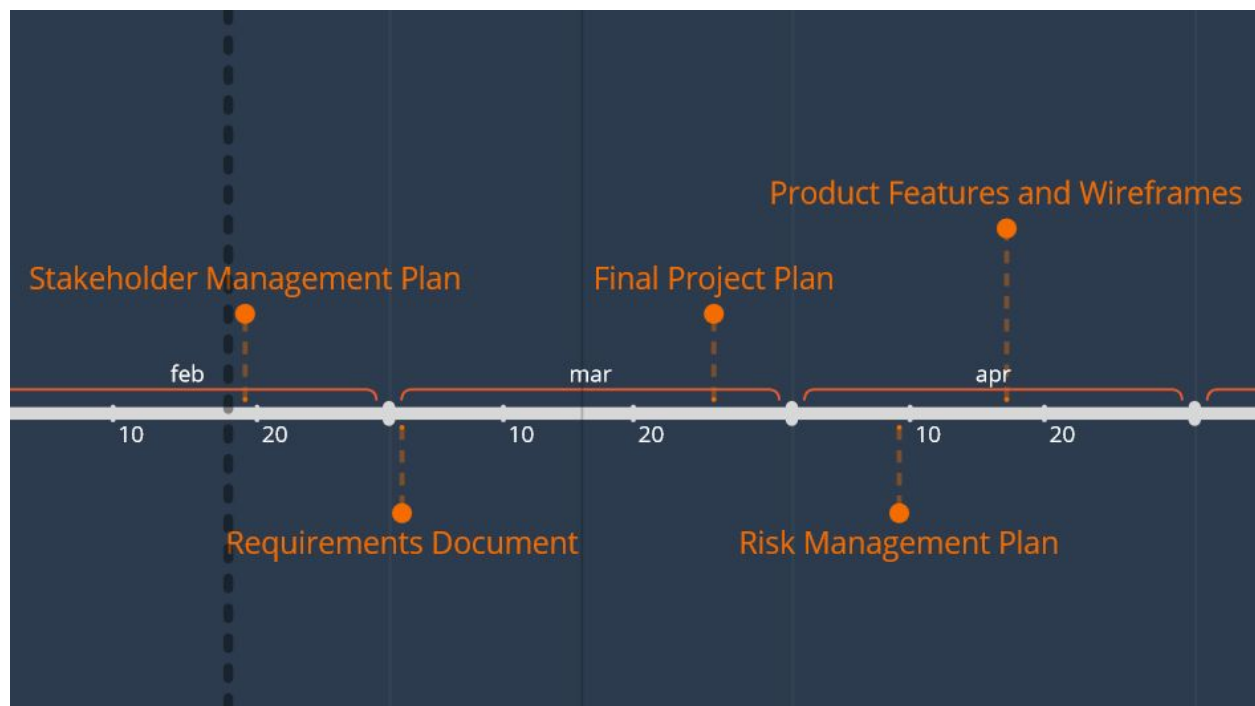 Product Features and Wireframes
Stakeholder Management Plan
Final Project Plan
feb
mar
apr
10
20
10
20
10
20
Requirements Document
Risk Management Plan